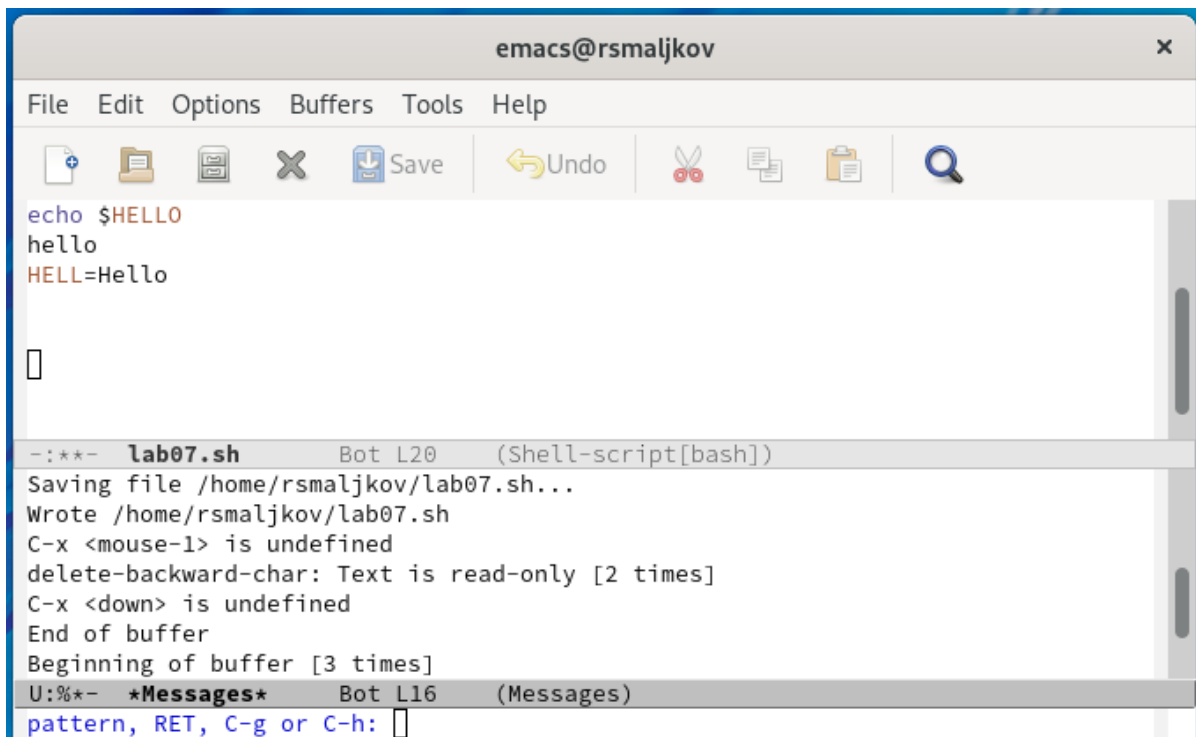 emacs@rsmaljkov ×
File Edit Options Buffers Tools Help
Save Undo
echo $HELLO
hello
HELL=Hello
-:**- lab07.sh Bot L20 (Shell-script[bash])
Saving file /home/rsmaljkov/lab07.sh...
Wrote /home/rsmaljkov/lab07.sh
C-x <mouse-1> is undefined
delete-backward-char: Text is read-only [2 times]
C-x <down> is undefined
End of buffer
Beginning of buffer [3 times]
U:%*- *Messages* Bot L16 (Messages)
pattern, RET, C-g or C-h: